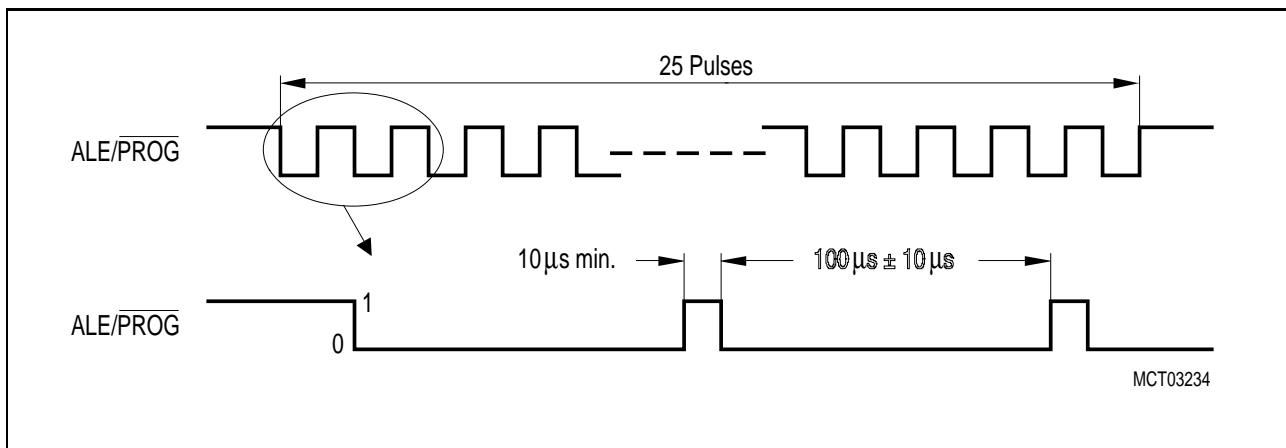 25 Pulses
ALE/PROG
10 µs min.
100 µs ± 10 µs
ALE/PROG
1
0
MCT03234